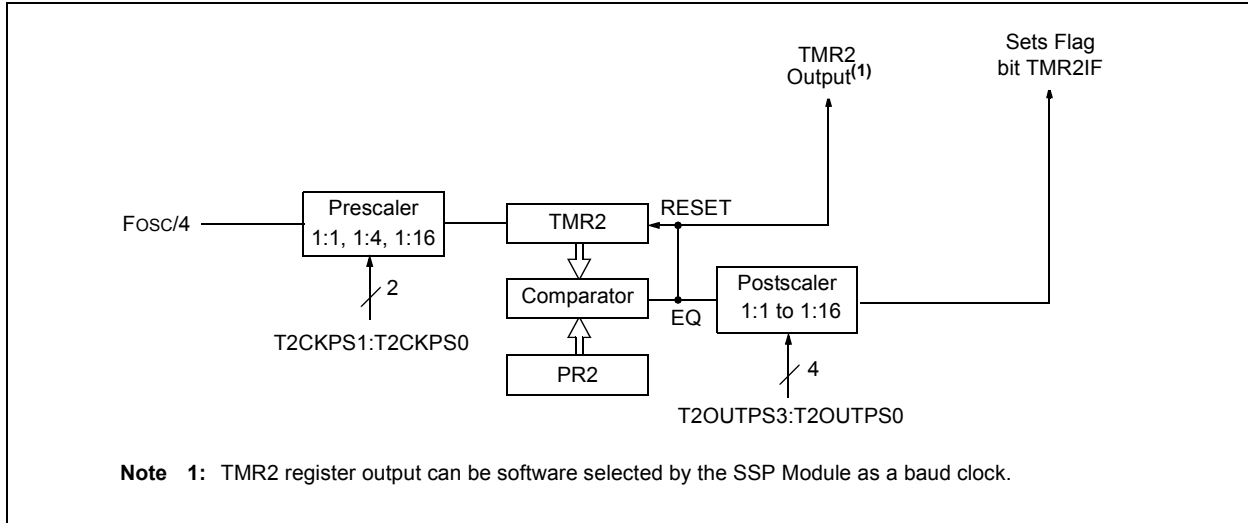 TMR2
Output(1)
Sets Flag
bit TMR2IF
FOSC/4
Prescaler
1:1, 1:4, 1:16
TMR2
RESET
2
Comparator
EQ
Postscaler
1:1 to 1:16
T2CKPS1:T2CKPS0
PR2
4
T2OUTPS3:T2OUTPS0
Note 1: TMR2 register output can be software selected by the SSP Module as a baud clock.